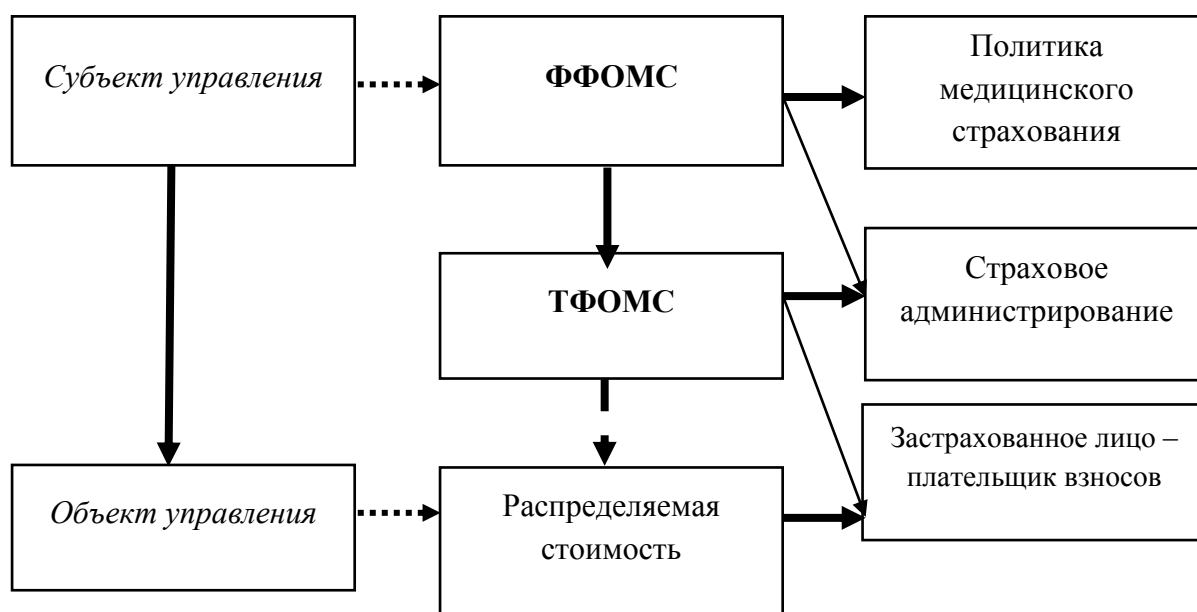 Субъект управления
ФФОМС
Политика
медицинского
страхования
ТФОМС
Страховое
администрирование
Застрахованное лицо –
плательщик взносов
Объект управления
Распределяемая
стоимость